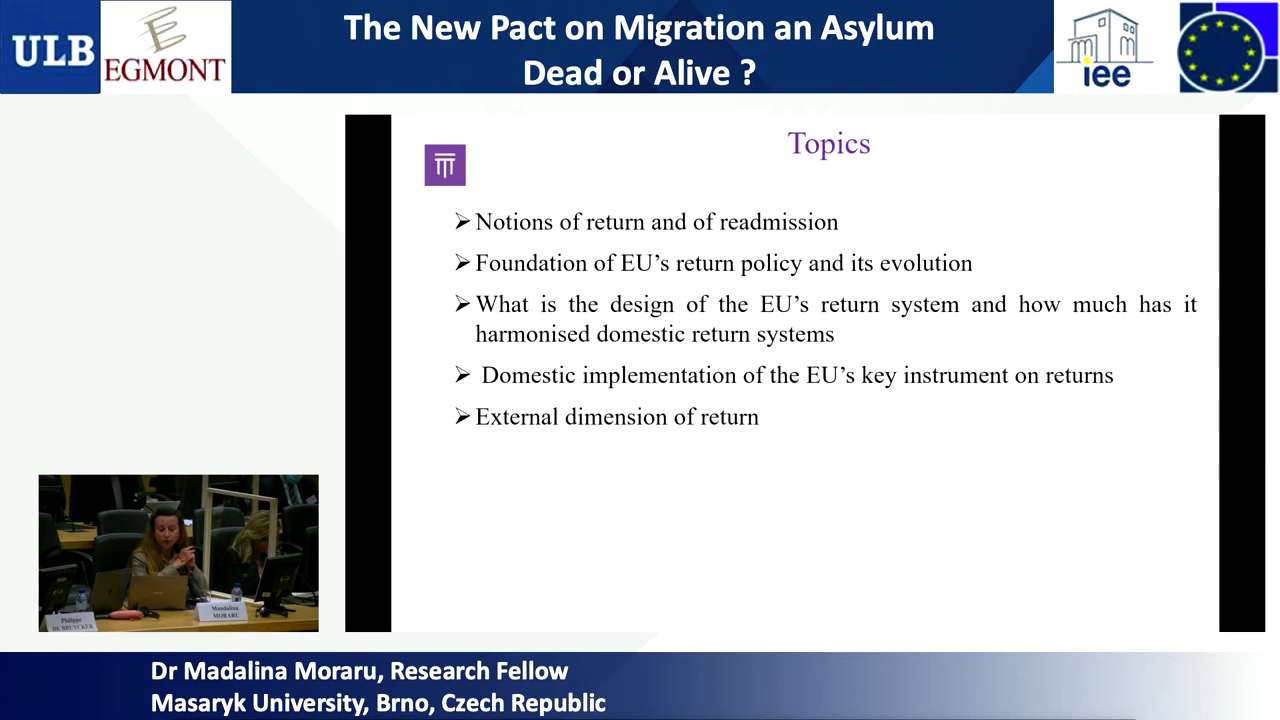 ULB
EGMONT
The New Pact on Migration an Asylum
Dead or Alive ?
iee
Topics
➢ Notions of return and of readmission
➢ Foundation of EU’s return policy and its evolution
➢ What is the design of the EU’s return system and how much has it
harmonised domestic return systems
➢ Domestic implementation of the EU’s key instrument on returns
➢ External dimension of return
Philippe
DE BRUYCKER
Madalina
MORARU
Dr Madalina Moraru, Research Fellow
Masaryk University, Brno, Czech Republic